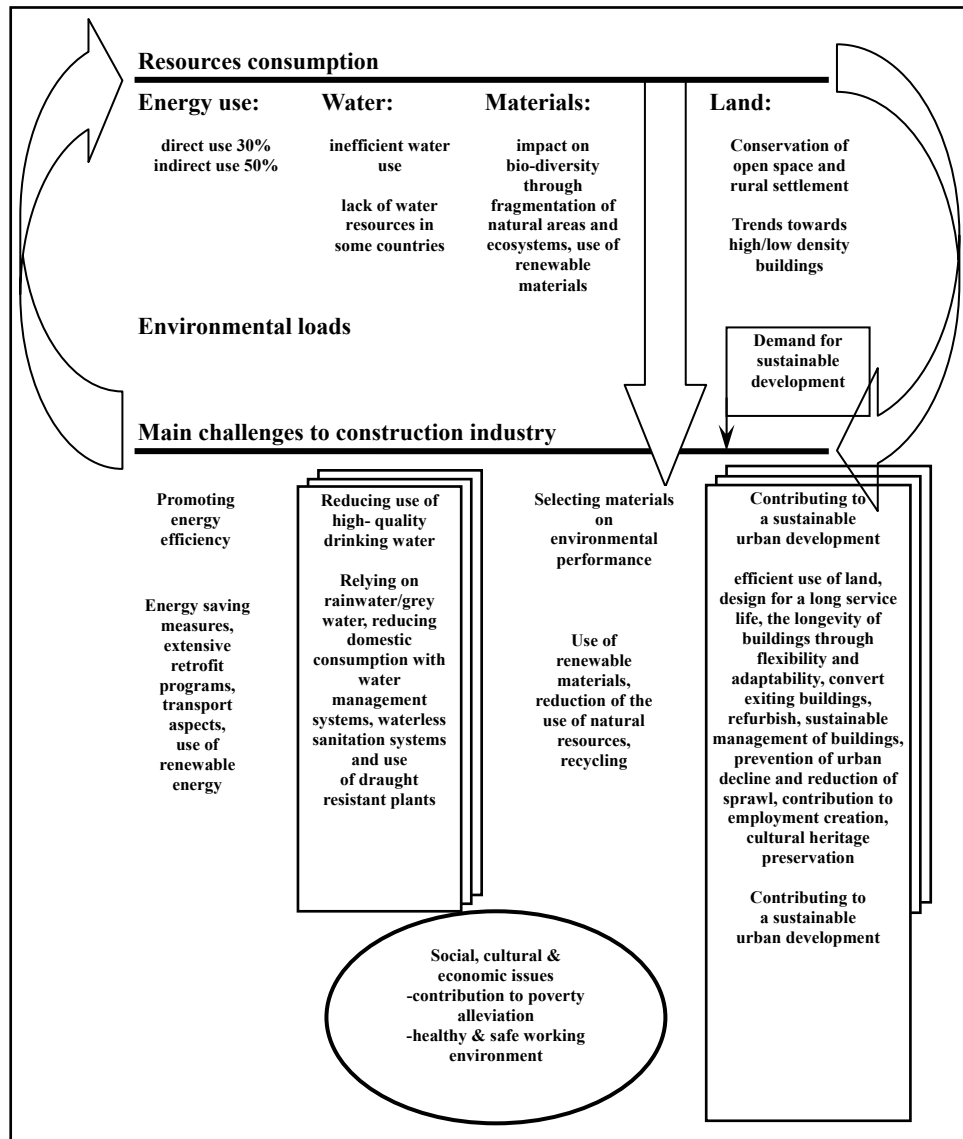 Resources consumption
Energy use:
direct use 30%
indirect use 50%
Water:
inefficient water
use
lack of water
resources in
some countries
Materials:
impact on
bio-diversity
through
fragmentation of
natural areas and
ecosystems, use of
renewable
materials
Land:
Conservation of
open space and
rural settlement
Trends towards
high/low density
buildings
Environmental loads
Demand for
sustainable
development
Main challenges to construction industry
Promoting
energy
efficiency
Energy saving
measures,
extensive
retrofit
programs,
transport
aspects,
use of
renewable
energy
Reducing use of
high- quality
drinking water
Relying on
rainwater/grey
water, reducing
domestic
consumption with
water
management
systems, waterless
sanitation systems
and use
of draught
resistant plants
Selecting materials
on
environmental
performance
Use of
renewable
materials,
reduction of the
use of natural
resources,
recycling
Contributing to
a sustainable
urban development
efficient use of land,
design for a long service
life, the longevity of
buildings through
flexibility and
adaptability, convert
exiting buildings,
refurbish, sustainable
management of buildings,
prevention of urban
decline and reduction of
sprawl, contribution to
employment creation,
cultural heritage
preservation
Contributing to
a sustainable
urban development
Social, cultural &
economic issues
-contribution to poverty
alleviation
-healthy & safe working
environment